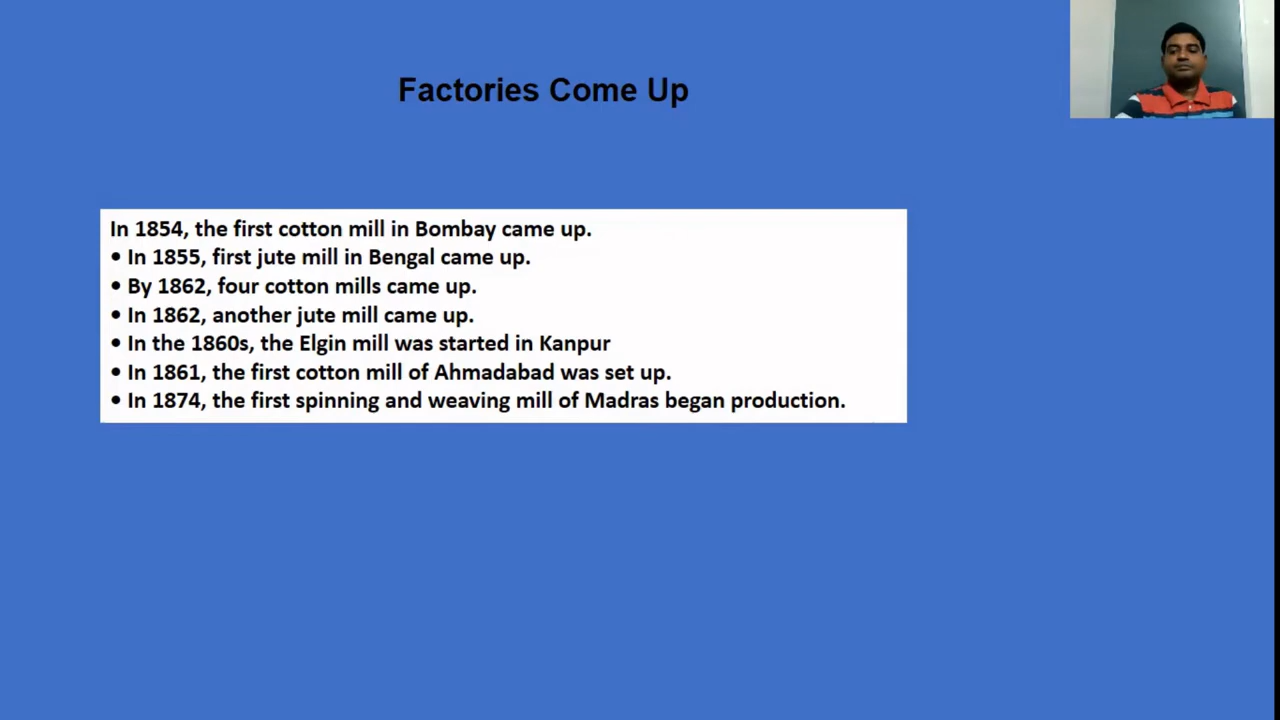 Factories Come Up
In 1854, the first cotton mill in Bombay came up.
• In 1855, first jute mill in Bengal came up.
• By 1862, four cotton mills came up.
• In 1862, another jute mill came up.
• In the 1860s, the Elgin mill was started in Kanpur
• In 1861, the first cotton mill of Ahmadabad was set up.
• In 1874, the first spinning and weaving mill of Madras began production.